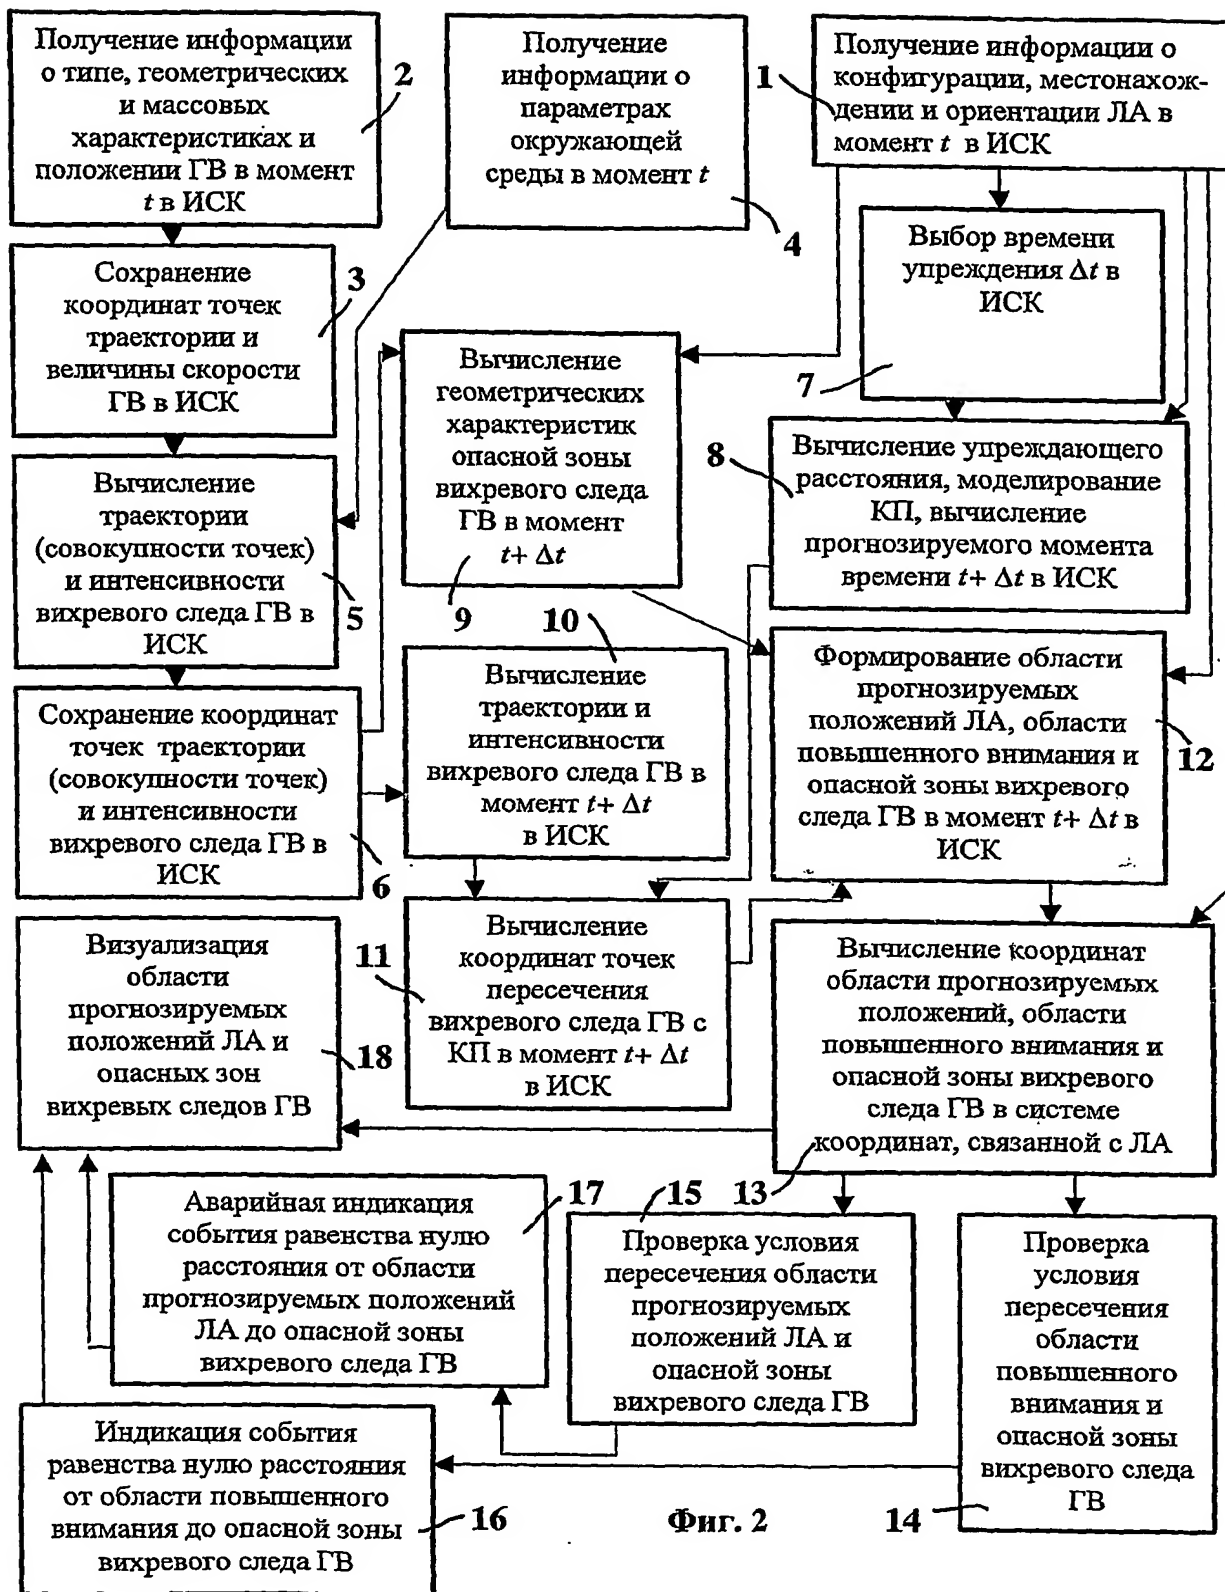 Получение информации
о типе, геометрических
и массовых
характеристиках и
положении ГВ в момент
t в ИСК
2
Получение
информации о
параметрах
окружающей
среды в момент t
4
Получение информации о
конфигурации, местонахож-
дении и ориентации ЛА в
момент t в ИСК
1
Сохранение
координат точек
траектории и
величины скорости
ГВ в ИСК
3
Выбор времени
упреждения Δt в
ИСК
7
Вычисление
геометрических
характеристик
опасной зоны
вихревого следа
ГВ в момент
t+ Δt
9
Вычисление упреждающего
расстояния, моделирование
КП, вычисление
прогнозируемого момента
времени t+ Δt в ИСК
8
Вычисление
траектории
(совокупности точек)
и интенсивности
вихревого следа ГВ в
ИСК
5
10
Вычисление
траектории и
интенсивности
вихревого следа ГВ в
момент t+ Δt
в ИСК
Формирование области
прогнозируемых
положений ЛА, области
повышенного внимания и
опасной зоны вихревого
следа ГВ в момент t+ Δt в
ИСК
12
Сохранение координат
точек траектории
(совокупности точек)
и интенсивности
вихревого следа ГВ в
ИСК
6
Визуализация
области
прогнозируемых
положений ЛА и
опасных зон
вихревых следов ГВ
18
11
Вычисление
координат точек
пересечения
вихревого следа ГВ с
КП в момент t+ Δt
в ИСК
Вычисление координат
области прогнозируемых
положений, области
повышенного внимания и
опасной зоны вихревого
следа ГВ в системе
координат, связанной с ЛА
13
Аварийная индикация
события равенства нулю
расстояния от области
прогнозируемых положений
ЛА до опасной зоны
вихревого следа ГВ
17
15
Проверка условия
пересечения области
прогнозируемых
положений ЛА и
опасной зоны
вихревого следа ГВ
Проверка
условия
пересечения
области
повышенного
внимания и
опасной зоны
вихревого следа
ГВ
14
Индикация события
равенства нулю расстояния
от области повышенного
внимания до опасной зоны
вихревого следа ГВ
16
Фиг. 2